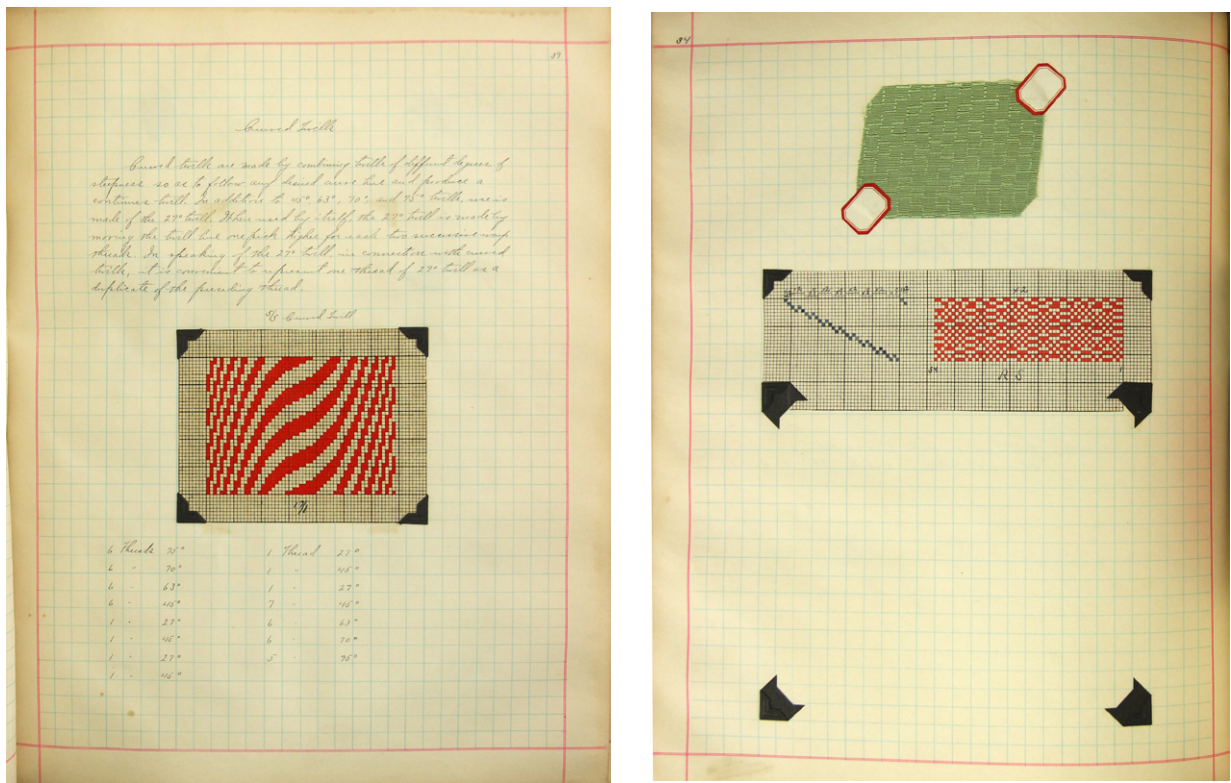 Curved Twills
Curved twills are made by combining twills of different degrees of
steepness so as to follow any desired curve line and produce a
continuous twill. In addition to 45°, 63°, 70°, and 75° twills, use is
made of the 27° twill. When used by itself, the 27° twill is made by
moving the twill line one pick higher for each two successive warp
threads. In speaking of the 27° twill, in connection with curved
twills, it is convenient to represent one thread of 27° twill as a
duplicate of the preceding thread.
Curved Twill
6 Threads 75°
6 " 70°
6 " 63°
6 " 45°
1 " 27°
1 " 45°
1 " 27°
1 " 45°
1 Thread 27°
1 " 45°
1 " 27°
7 " 45°
6 " 63°
6 " 70°
5 " 75°
34
54
1
R S